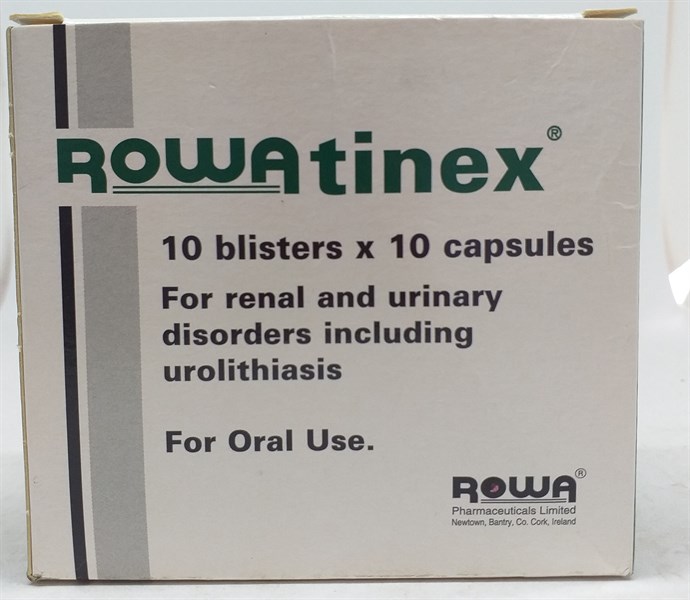 ROWAtinex®
10 blisters x 10 capsules
For renal and urinary
disorders including
urolithiasis
For Oral Use.
ROWA®
Pharmaceuticals Limited
Newtown, Bantry, Co. Cork, Ireland